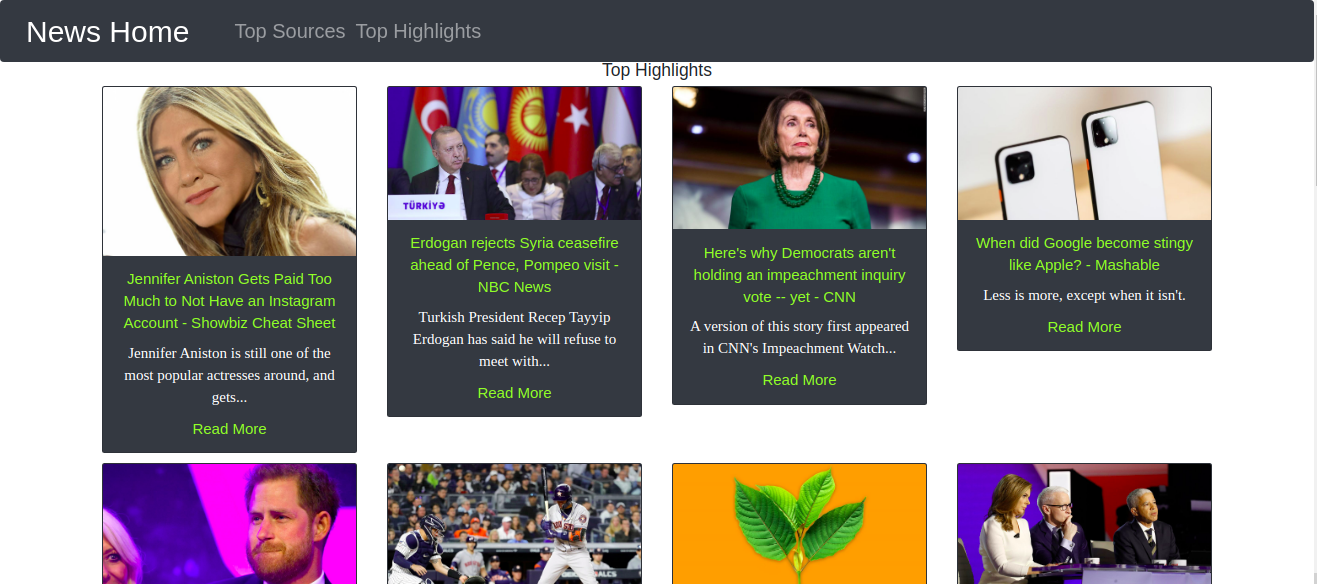 News Home
Top Sources Top Highlights
Top Highlights
TÜRKİYƏ
Jennifer Aniston Gets Paid Too
Much to Not Have an Instagram
Account - Showbiz Cheat Sheet
Jennifer Aniston is still one of the
most popular actresses around, and
gets...
Read More
Erdogan rejects Syria ceasefire
ahead of Pence, Pompeo visit -
NBC News
Turkish President Recep Tayyip
Erdogan has said he will refuse to
meet with...
Read More
Here's why Democrats aren't
holding an impeachment inquiry
vote -- yet - CNN
A version of this story first appeared
in CNN's Impeachment Watch...
Read More
When did Google become stingy
like Apple? - Mashable
Less is more, except when it isn't.
Read More